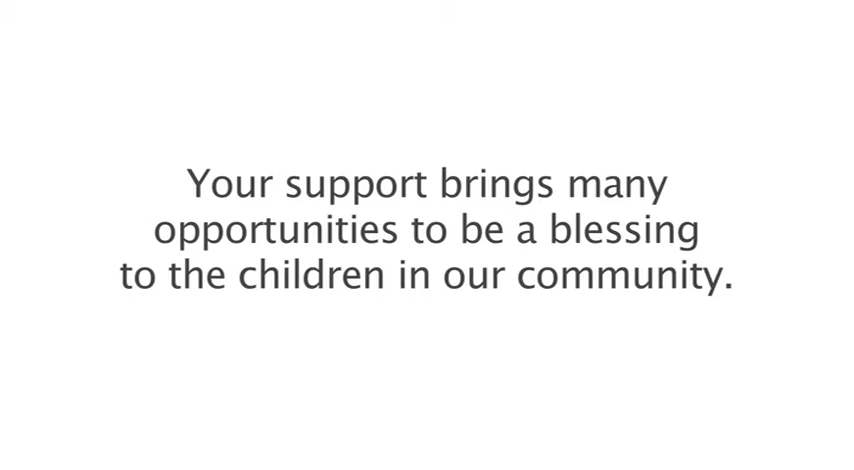 Your support brings many
opportunities to be a blessing
to the children in our community.